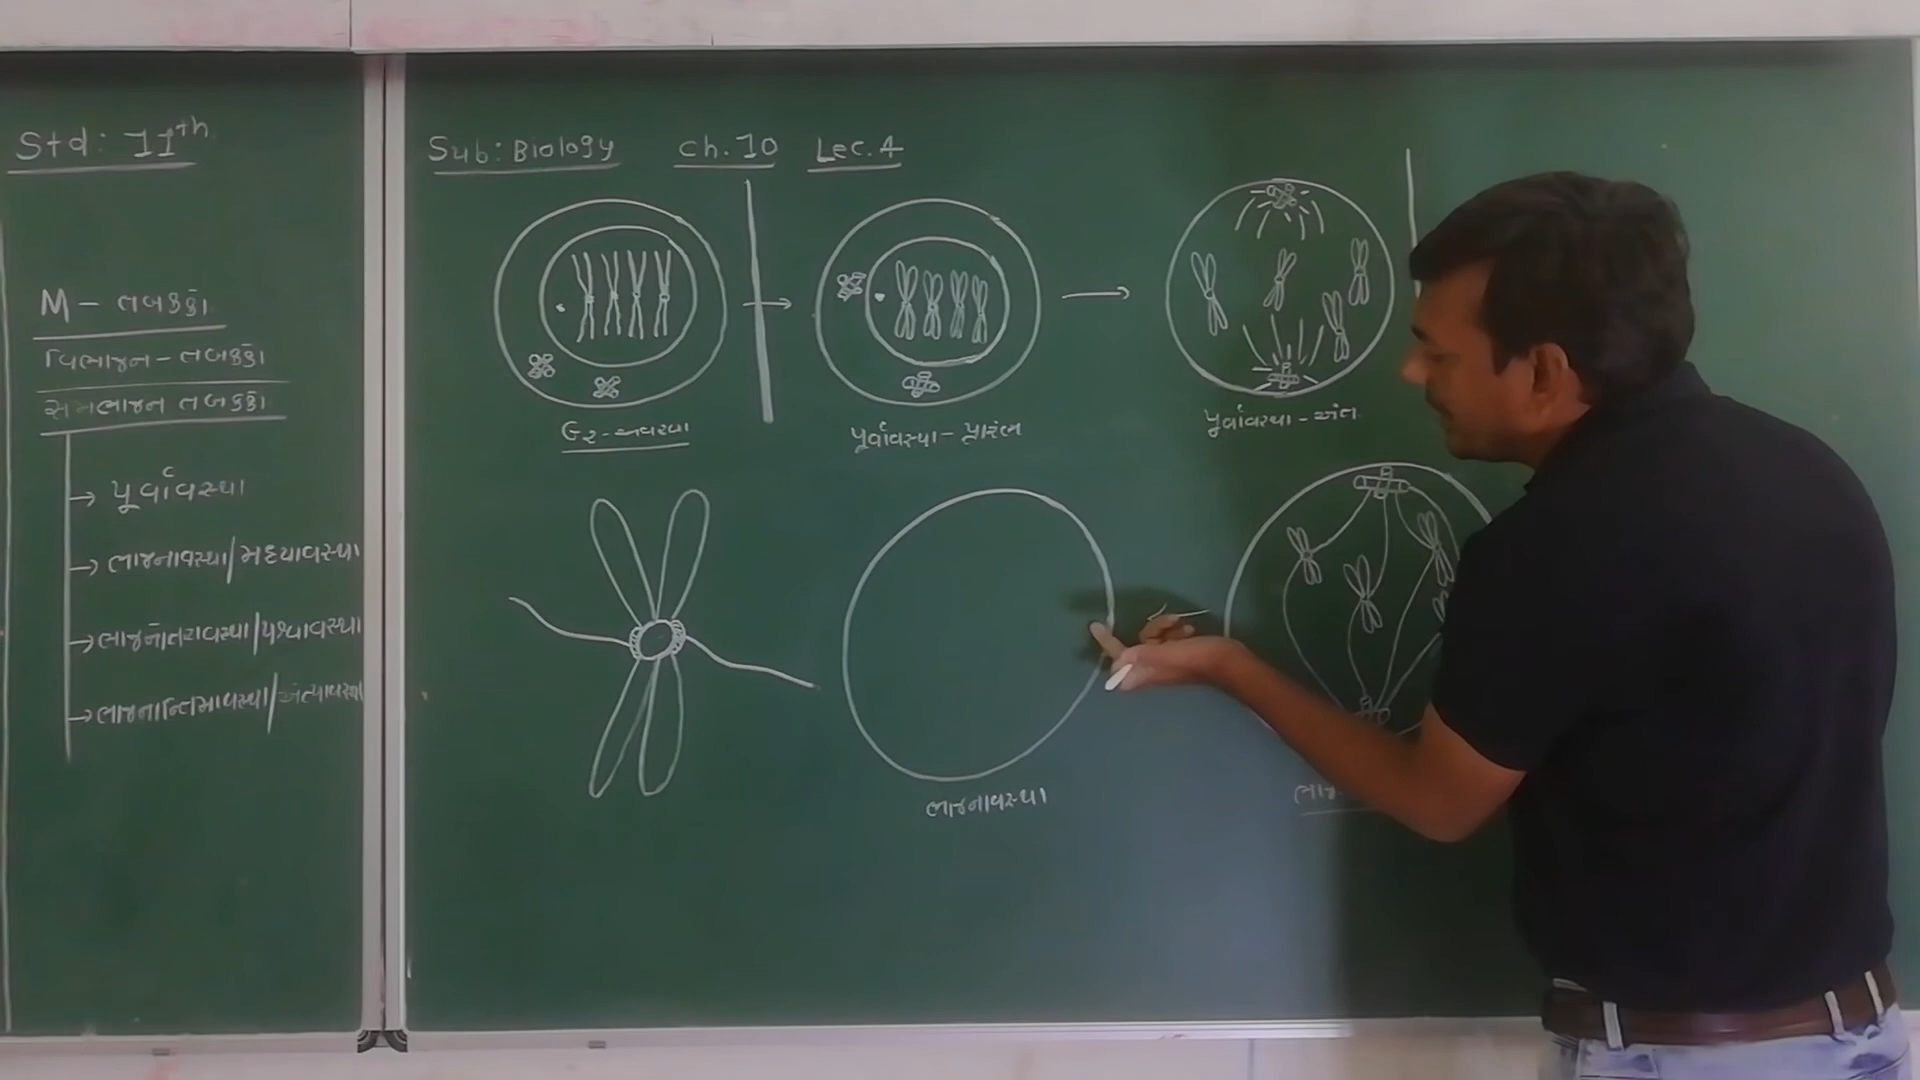 Std: 11th
M - તબક્કો
વિભાજન - તબક્કો
સમભાજન તબક્કો
→ પૂર્વાવસ્થા
→ ભાજનાવસ્થા/મધ્યાવસ્થા
→ ભાજનોત્તરાવસ્થા/પશ્ચાવસ્થા
→ ભાજનાન્તિમાવસ્થા/અંત્યાવસ્થા
Sub: Biology Ch. 10 Lec. 4
G2 - અવસ્થા
પૂર્વાવસ્થા - પ્રારંભ
પૂર્વાવસ્થા - અંત
ભાજનાવસ્થા